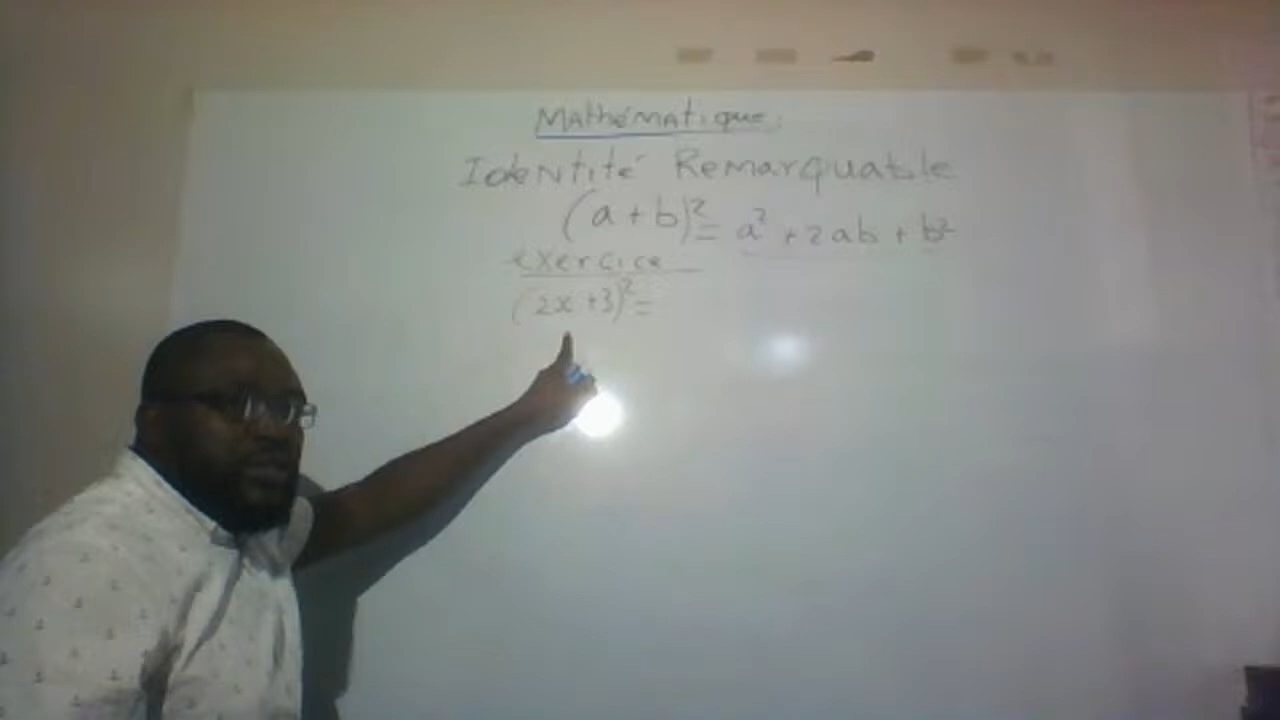 Mathématique:
Identité Remarquable
(a+b)²= a² + 2ab + b²
exercice
(2x+3)²=